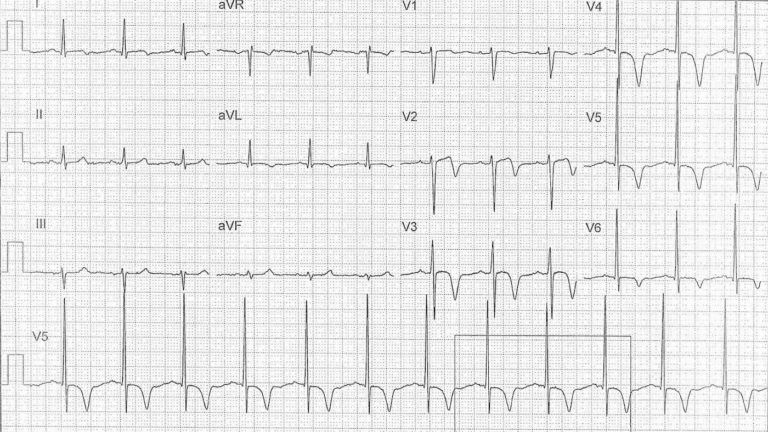 I aVR V1 V4
II aVL V2 V5
III aVF V3 V6
V5